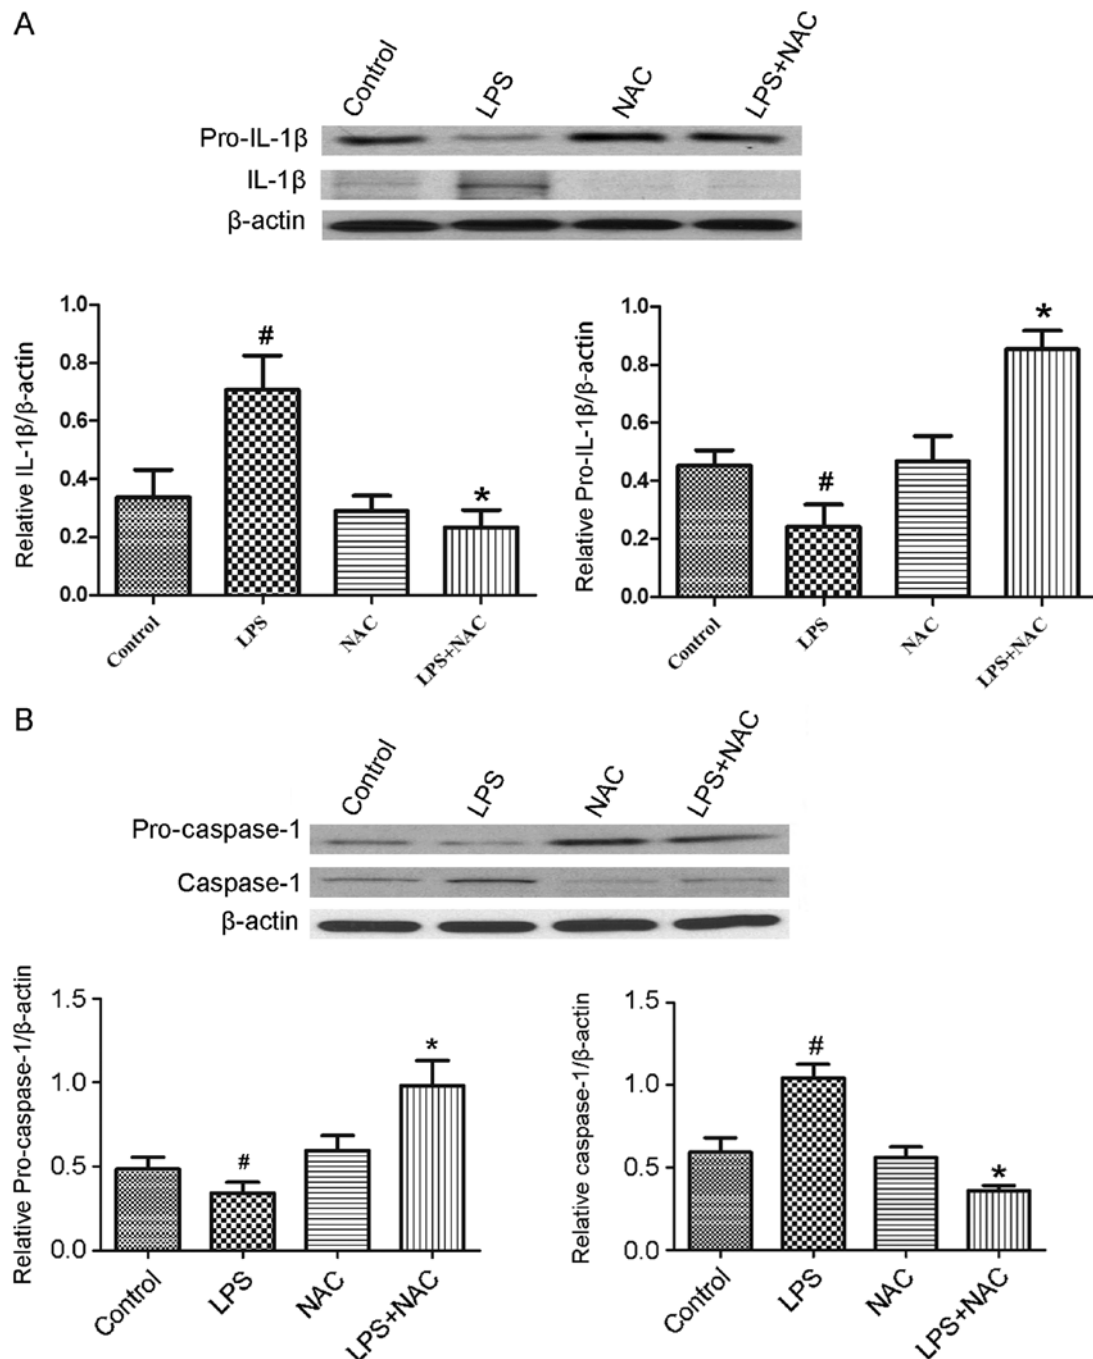 A
Control LPS NAC LPS+NAC
Pro-IL-1β
IL-1β
β-actin
Relative IL-1β/β-actin
1.0
0.8
0.6
0.4
0.2
0.0
#
*
Control LPS NAC LPS+NAC
Relative Pro-IL-1β/β-actin
1.0
0.8
0.6
0.4
0.2
0.0
#
*
Control LPS NAC LPS+NAC
B
Control LPS NAC LPS+NAC
Pro-caspase-1
Caspase-1
β-actin
Relative Pro-caspase-1/β-actin
1.5
1.0
0.5
0.0
#
*
Control LPS NAC LPS+NAC
Relative caspase-1/β-actin
1.5
1.0
0.5
0.0
#
*
Control LPS NAC LPS+NAC